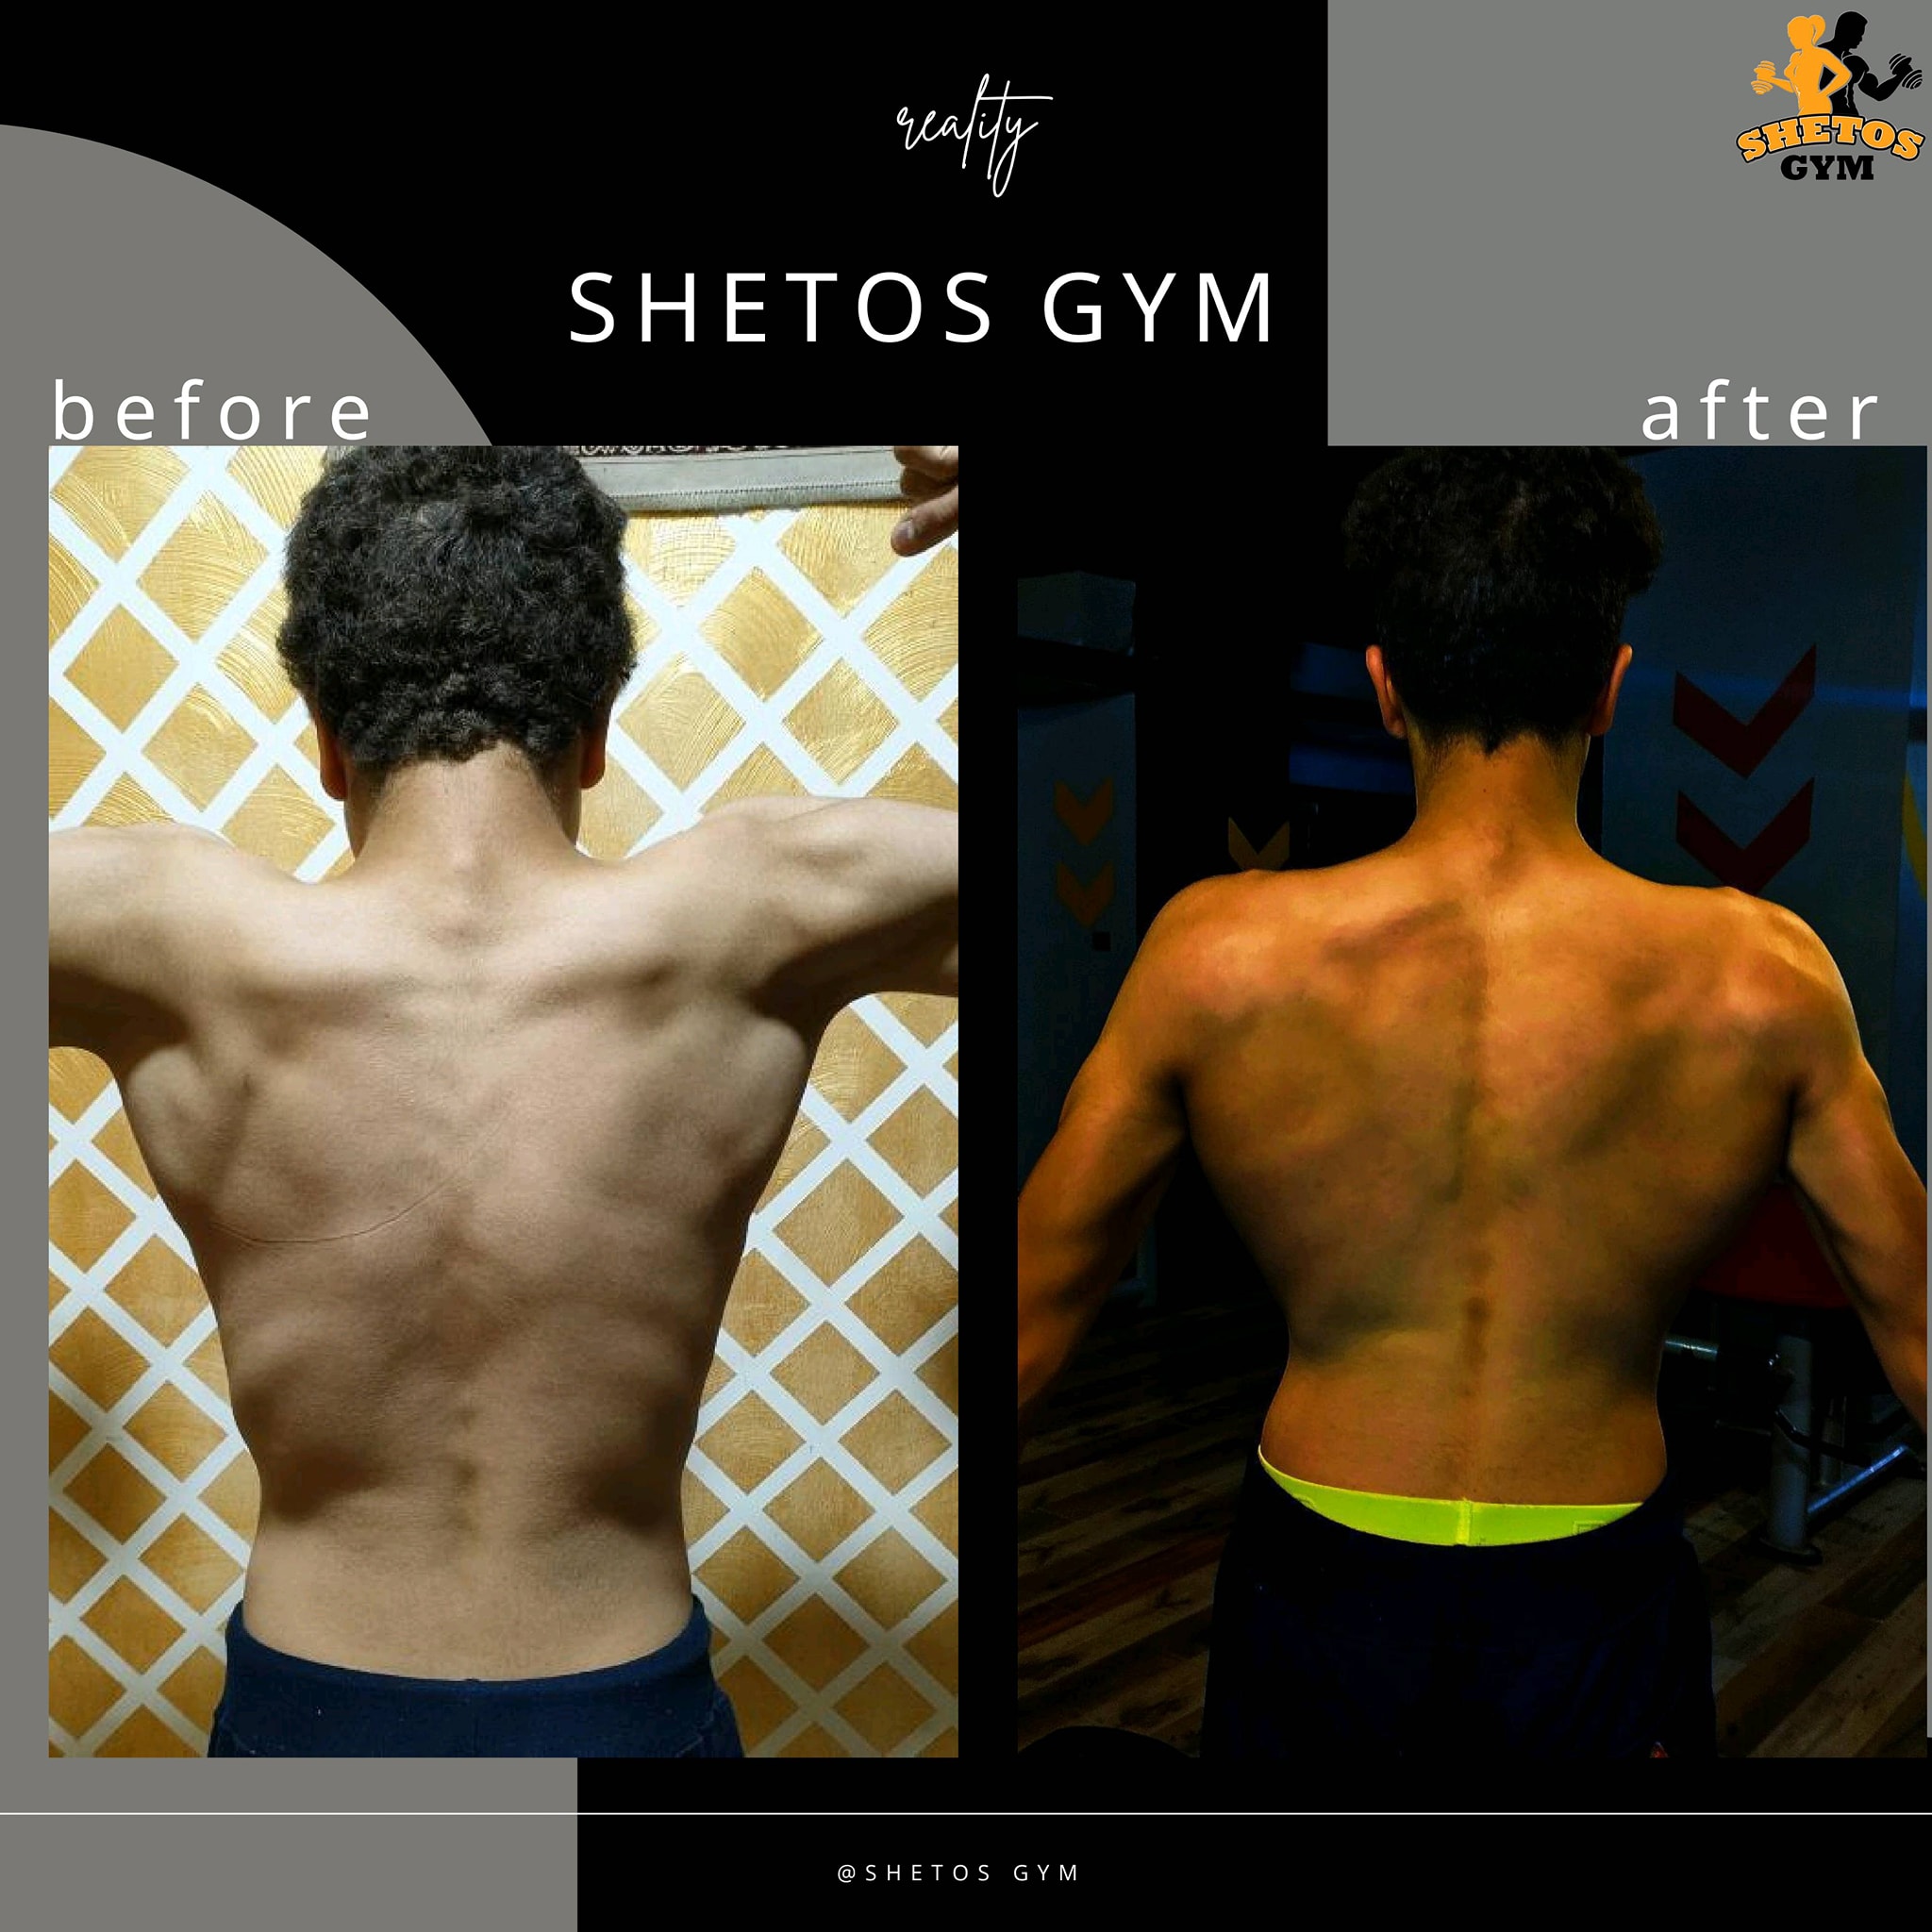 reality
SHETOS GYM
SHETOS
GYM
before
after
@SHETOS GYM